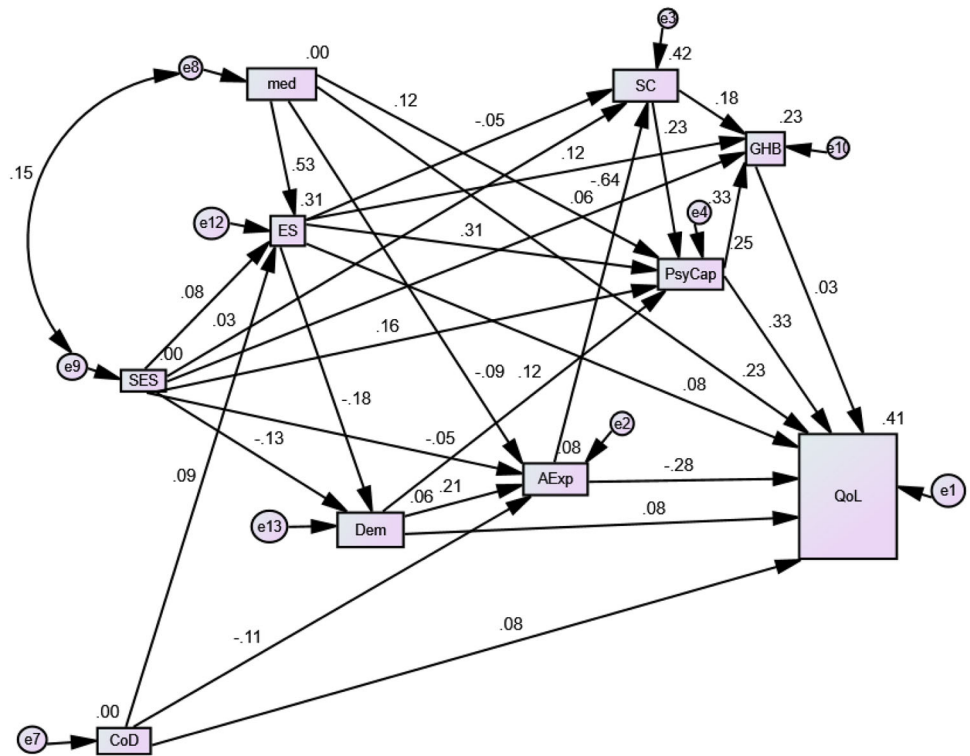 e3
.00
.42
e8
med
SC
.12
.18
.23
-.05
.23
GHB
e10
.15
.53
.12
-.64
.31
.06
.33
e12
ES
.31
e4
.25
PsyCap
.08
.03
.03
.16
.33
.00
e9
SES
-.09
.12
.23
.08
-.18
-.13
-.05
e2
.41
.08
.09
AExp
-.28
.06
.21
QoL
e1
e13
Dem
.08
-.11
.08
.00
e7
CoD